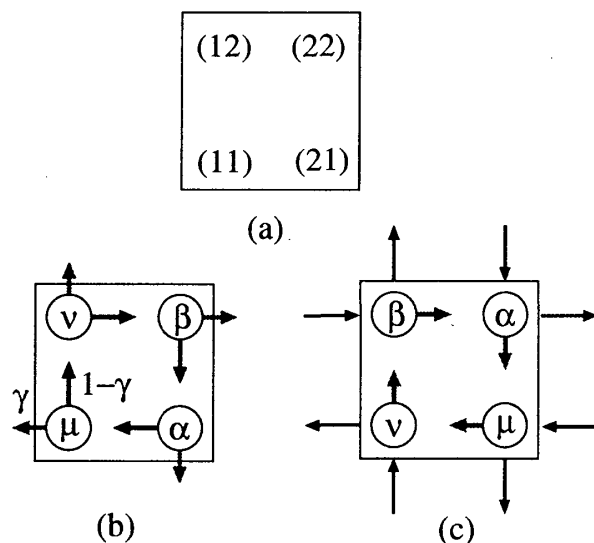 (12) (22)
(11) (21)
(a)
ν β
γ μ 1−γ α
(b)
β α
ν μ
(c)